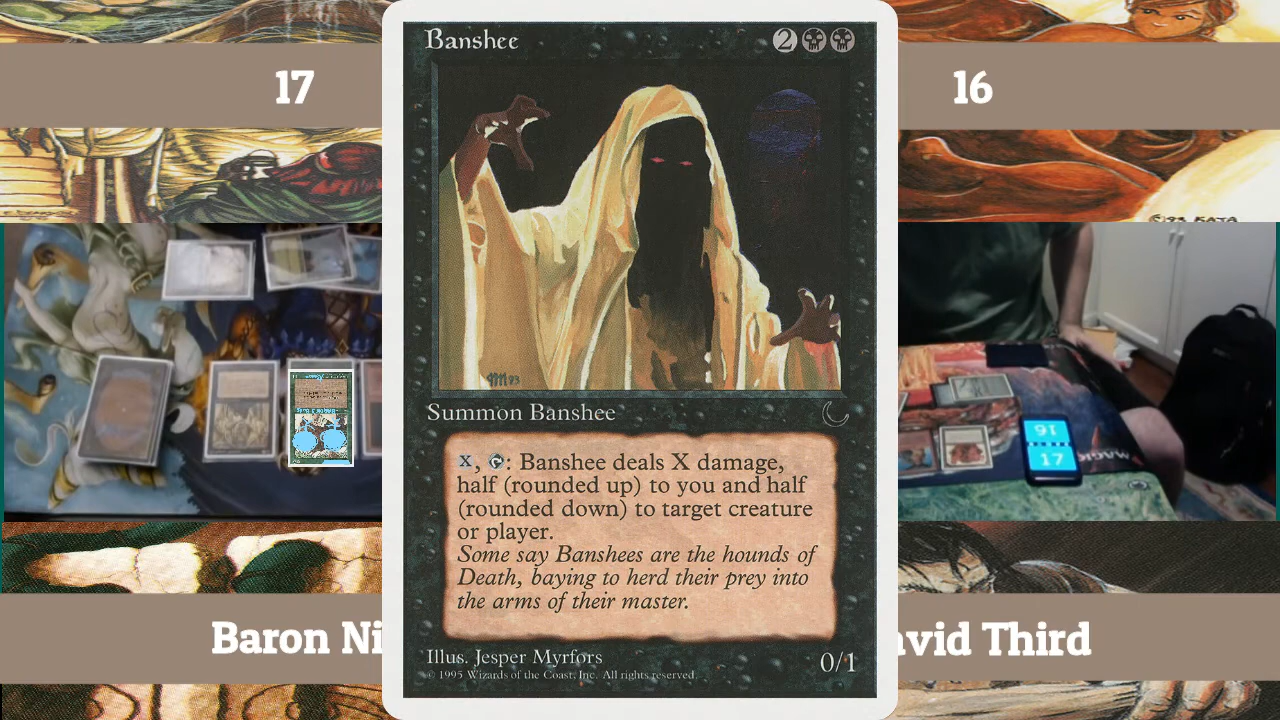 17
16
Banshee
2
Summon Banshee
X, : Banshee deals X damage,
half (rounded up) to you and half
(rounded down) to target creature
or player.
Some say Banshees are the hounds of
Death, baying to herd their prey into
the arms of their master.
Illus. Jesper Myrfors
© 1995 Wizards of the Coast, Inc. All rights reserved.
0/1
16
17
Baron Ni
avid Third